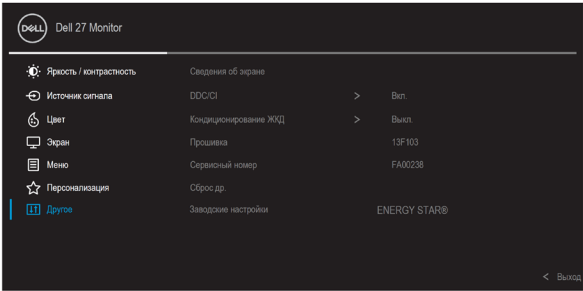 DELL Dell 27 Monitor
Яркость / контрастность Сведения об экране
Источник сигнала DDC/CI > Вкл.
Цвет Кондиционирование ЖКД > Выкл.
Экран Прошивка 13F103
Меню Сервисный номер FA00238
Персонализация Сброс др.
Другое Заводские настройки ENERGY STAR®
< Выход